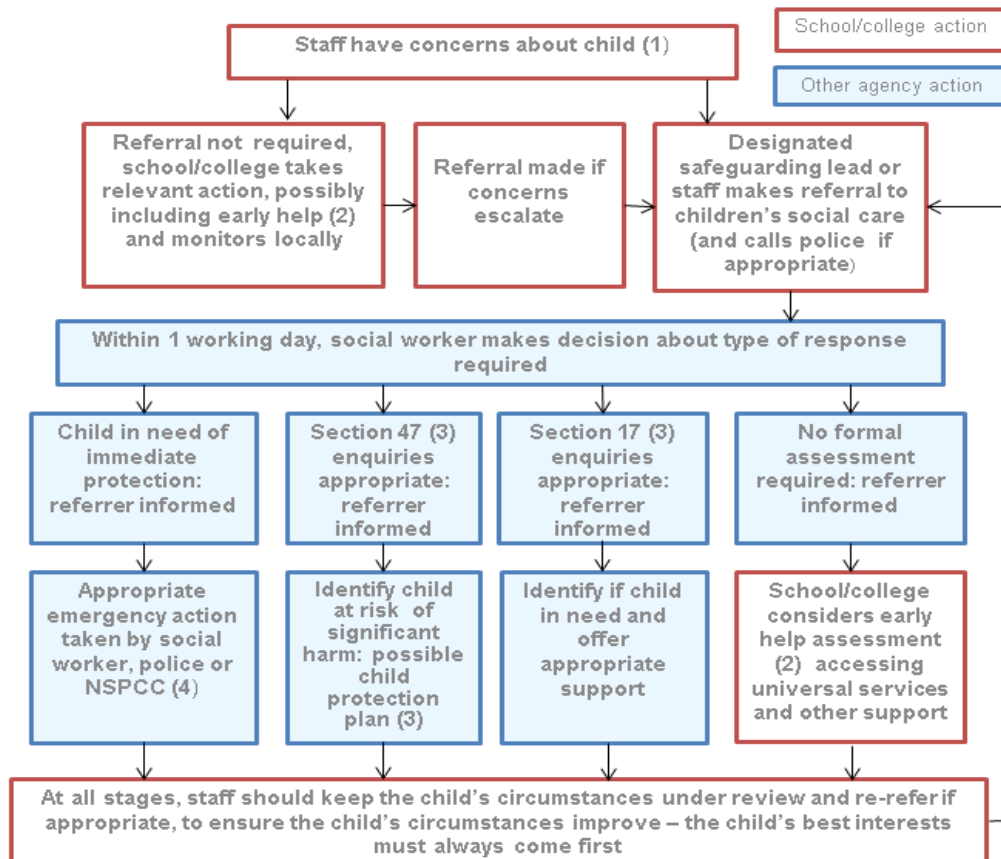 Staff have concerns about child (1)
School/college action
Other agency action
Referral not required,
school/college takes
relevant action, possibly
including early help (2)
and monitors locally
Referral made if
concerns
escalate
Designated
safeguarding lead or
staff makes referral to
children’s social care
(and calls police if
appropriate)
Within 1 working day, social worker makes decision about type of response
required
Child in need of
immediate
protection:
referrer informed
Section 47 (3)
enquiries
appropriate:
referrer
informed
Section 17 (3)
enquiries
appropriate:
referrer
informed
No formal
assessment
required: referrer
informed
Appropriate
emergency action
taken by social
worker, police or
NSPCC (4)
Identify child
at risk of
significant
harm: possible
child
protection
plan (3)
Identify if child
in need and
offer
appropriate
support
School/college
considers early
help assessment
(2) accessing
universal services
and other support
At all stages, staff should keep the child’s circumstances under review and re-refer if
appropriate, to ensure the child’s circumstances improve – the child’s best interests
must always come first